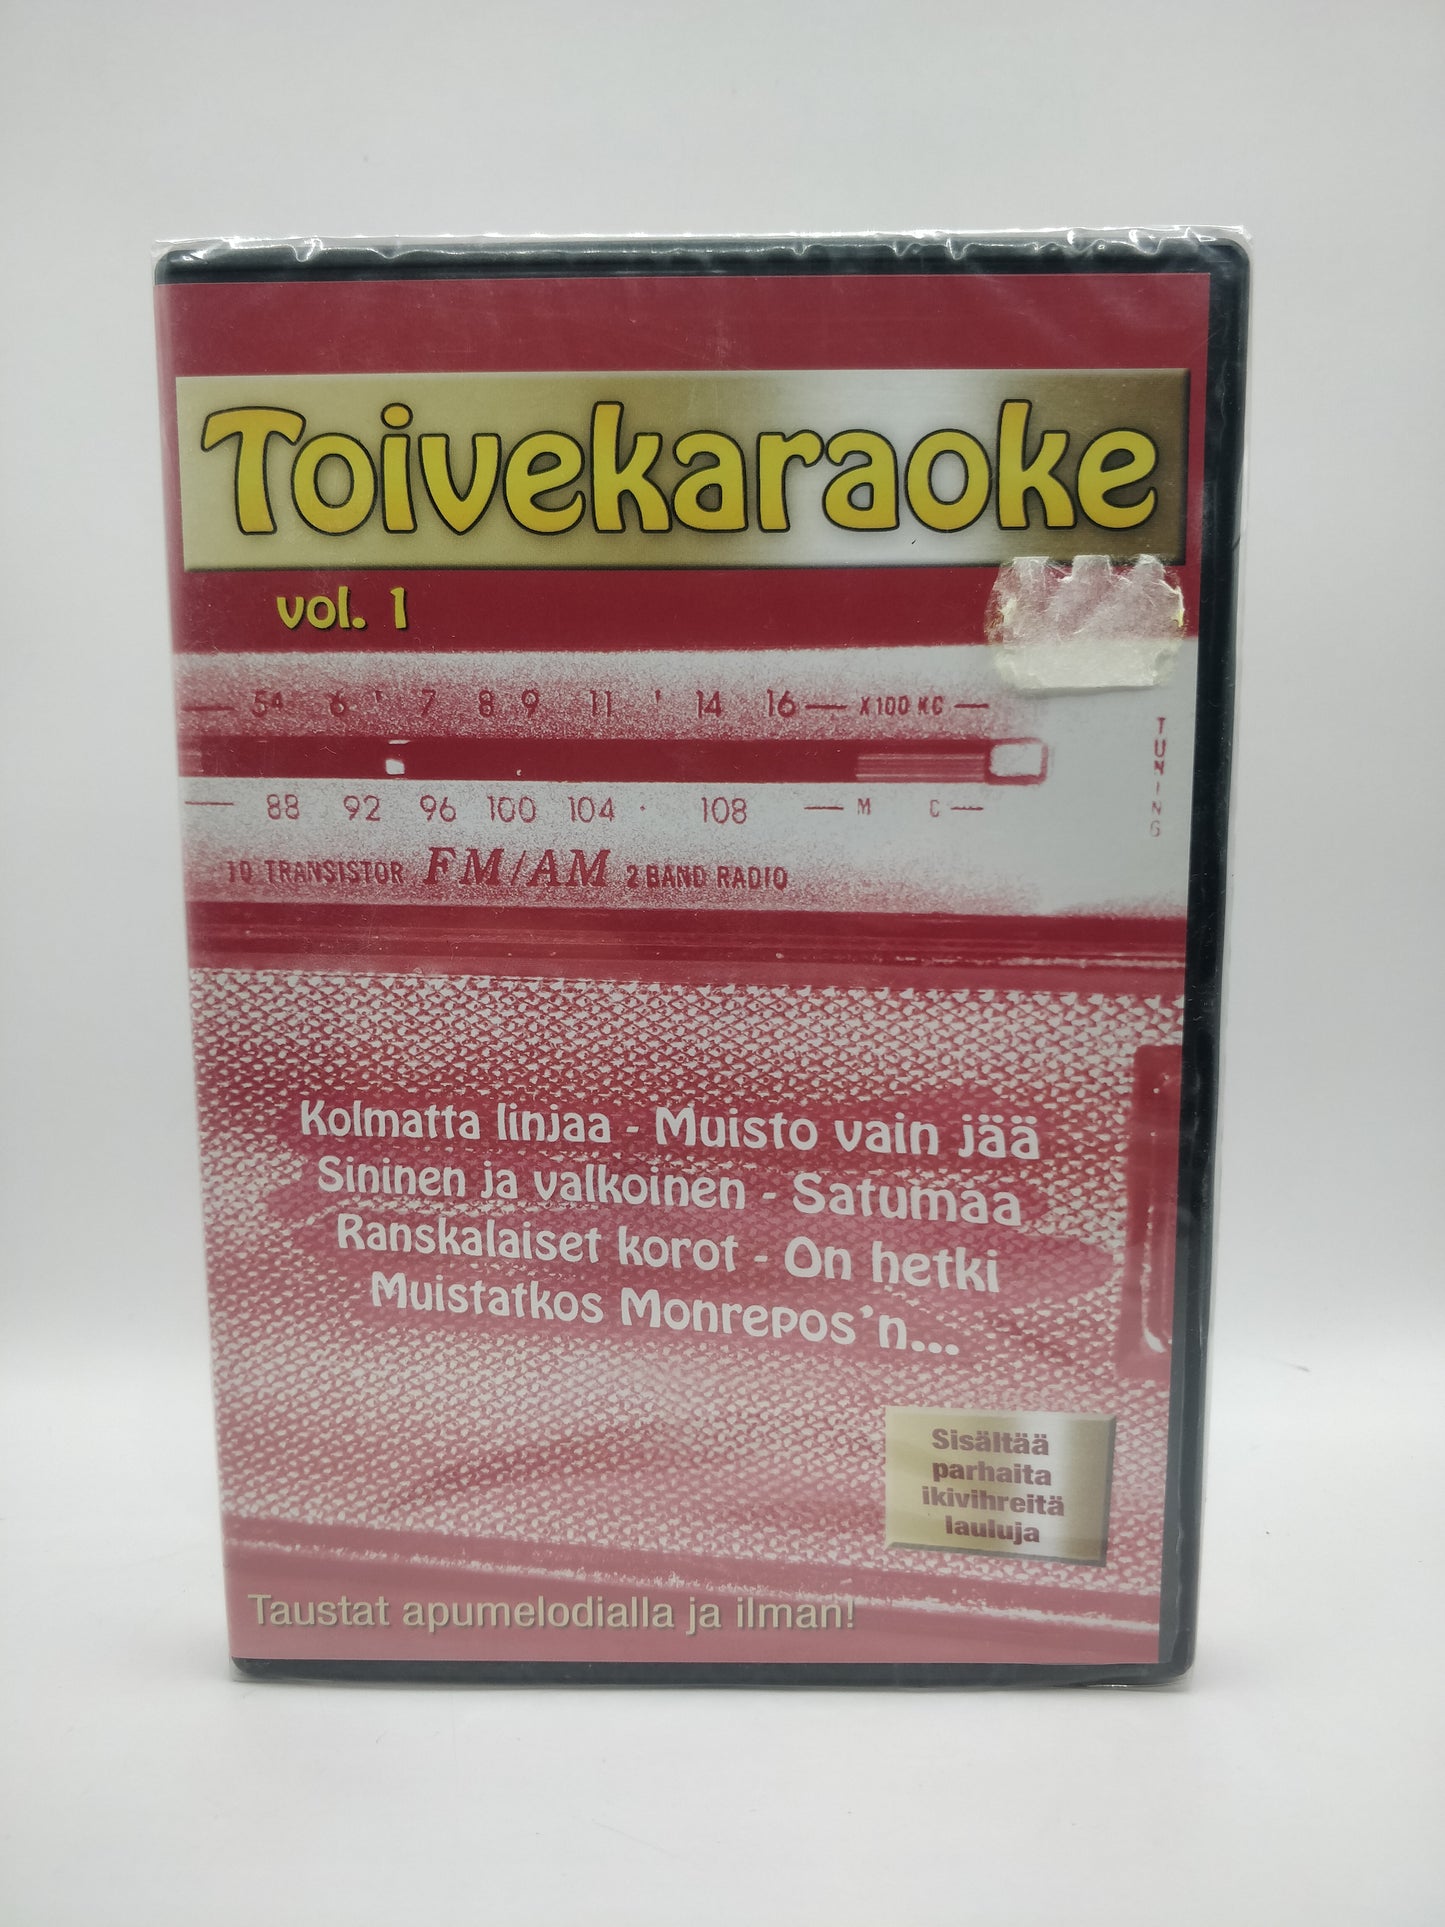 Toivekaraoke
vol. 1
54 6 7 8 9 11 14 16 X100 KC
TUNING
88 92 96 100 104 108 M C
10 TRANSISTOR FM/AM 2 BAND RADIO
Kolmatta linjaa - Muisto vain jää
Sininen ja valkoinen - Satumaa
Ranskalaiset korot - On hetki
Muistatkos Monrepos'n...
Sisältää
parhaita
ikivihreitä
lauluja
Taustat apumelodialla ja ilman!